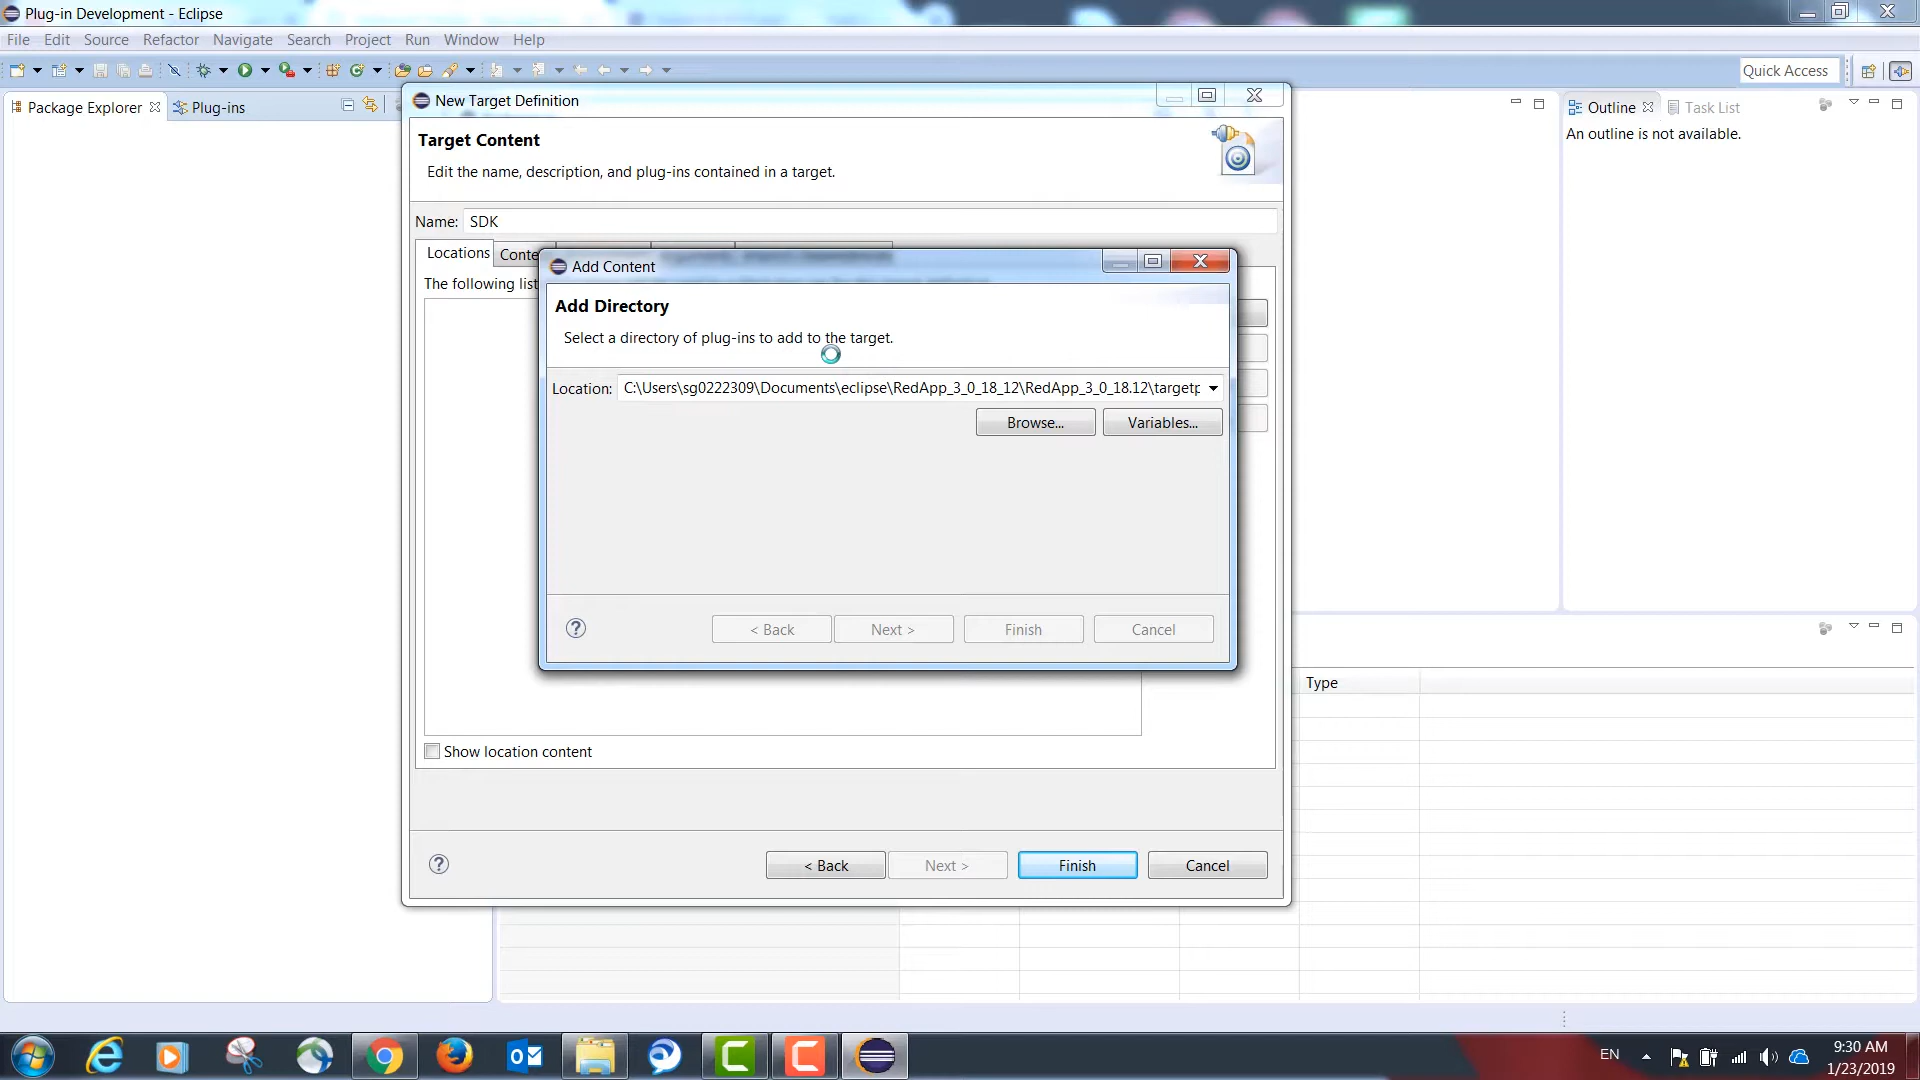 Plug-in Development - Eclipse
File Edit Source Refactor Navigate Search Project Run Window Help
Quick Access
Package Explorer Plug-ins
Outline Task List
An outline is not available.
New Target Definition
Target Content
Edit the name, description, and plug-ins contained in a target.
Name: SDK
Locations Conte
The following list
Add Content
Add Directory
Select a directory of plug-ins to add to the target.
Location: C:\Users\sg0222309\Documents\eclipse\RedApp_3_0_18_12\RedApp_3_0_18.12\targetp
Browse... Variables...
< Back Next > Finish Cancel
Type
Show location content
< Back Next > Finish Cancel
EN
9:30 AM
1/23/2019